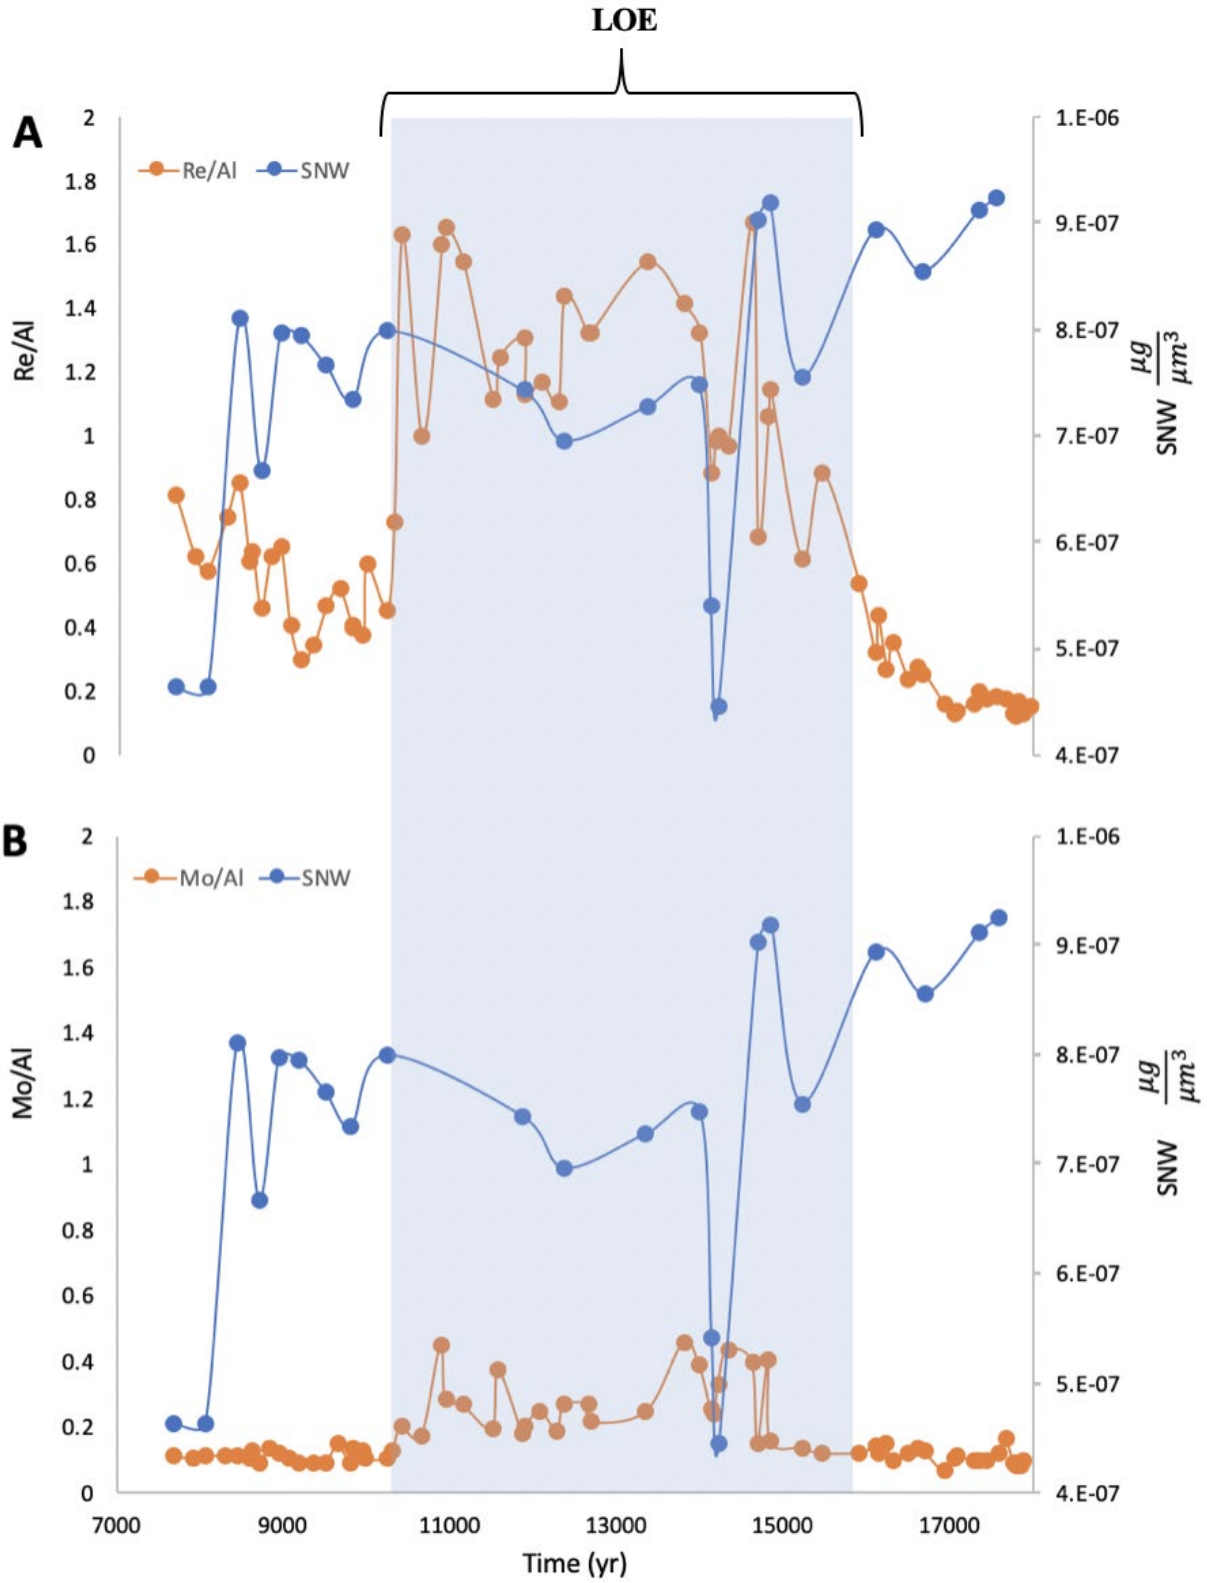 LOE
A
Re/Al SNW
2
1.8
1.6
1.4
1.2
1
0.8
0.6
0.4
0.2
0
Re/Al
1.E-06
9.E-07
8.E-07
7.E-07
6.E-07
5.E-07
4.E-07
SNW μg/μm³
B
Mo/Al SNW
2
1.8
1.6
1.4
1.2
1
0.8
0.6
0.4
0.2
0
Mo/Al
1.E-06
9.E-07
8.E-07
7.E-07
6.E-07
5.E-07
4.E-07
SNW μg/μm³
7000 9000 11000 13000 15000 17000
Time (yr)